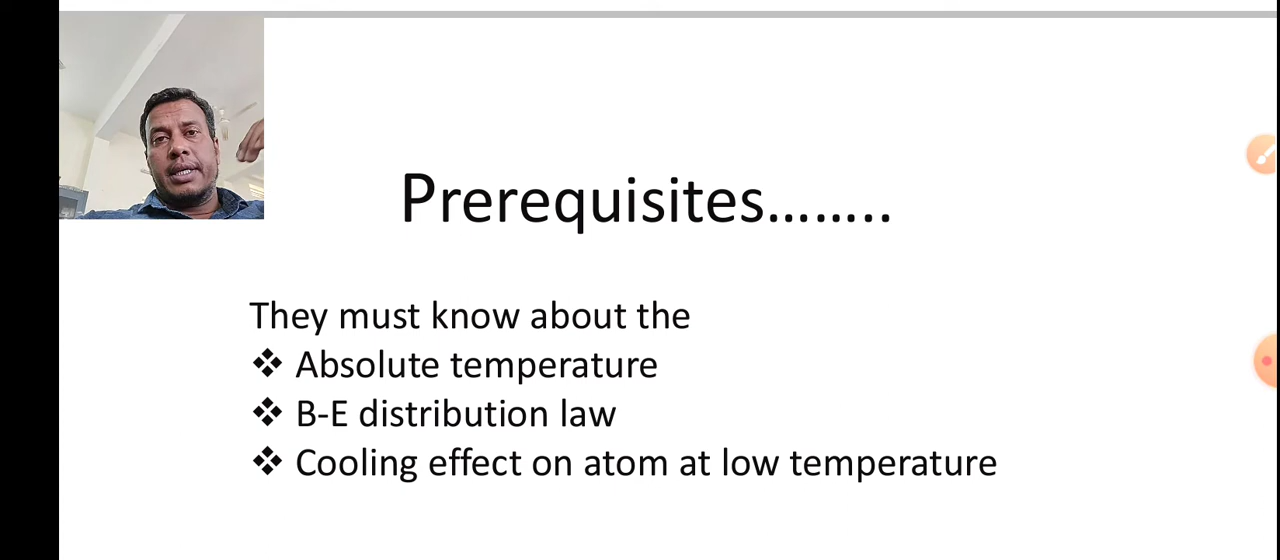 Prerequisites……..
They must know about the
❖ Absolute temperature
❖ B-E distribution law
❖ Cooling effect on atom at low temperature